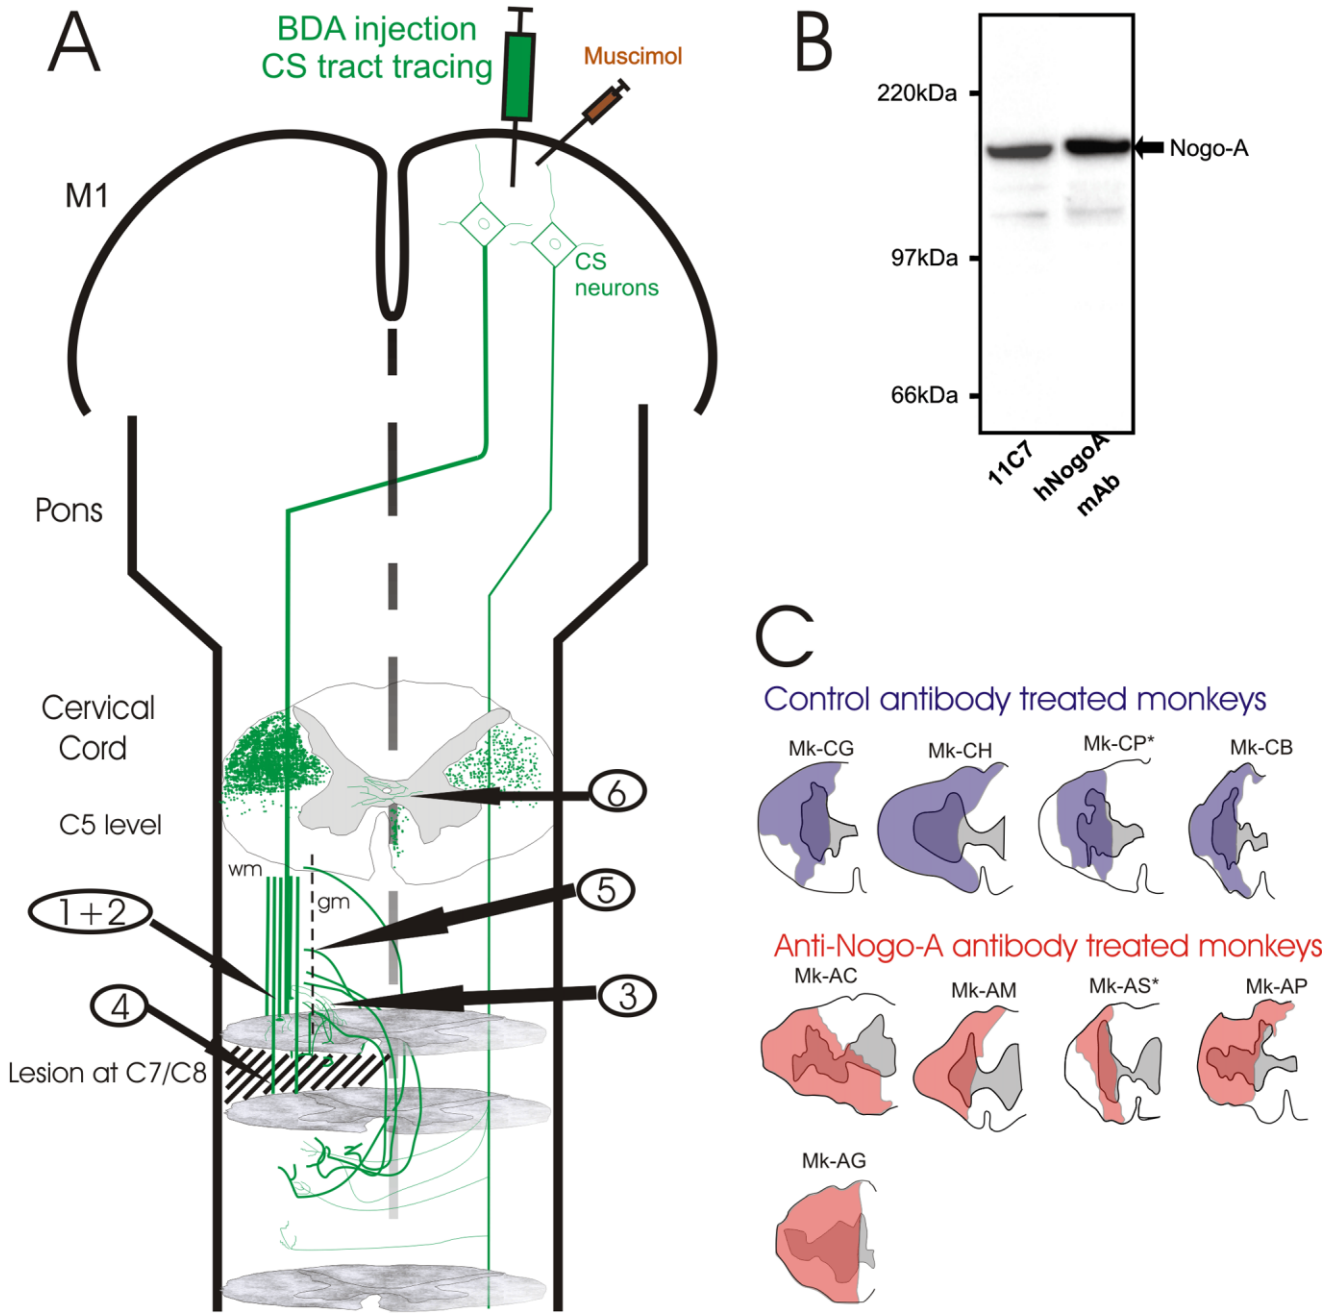 A
BDA injection
CS tract tracing
Muscimol
M1
CS
neurons
Pons
Cervical
Cord
C5 level
6
wm
gm
5
1+2
3
4
Lesion at C7/C8
B
220kDa
Nogo-A
97kDa
66kDa
11C7
hNogoA
mAb
C
Control antibody treated monkeys
Mk-CG
Mk-CH
Mk-CP*
Mk-CB
Anti-Nogo-A antibody treated monkeys
Mk-AC
Mk-AM
Mk-AS*
Mk-AP
Mk-AG